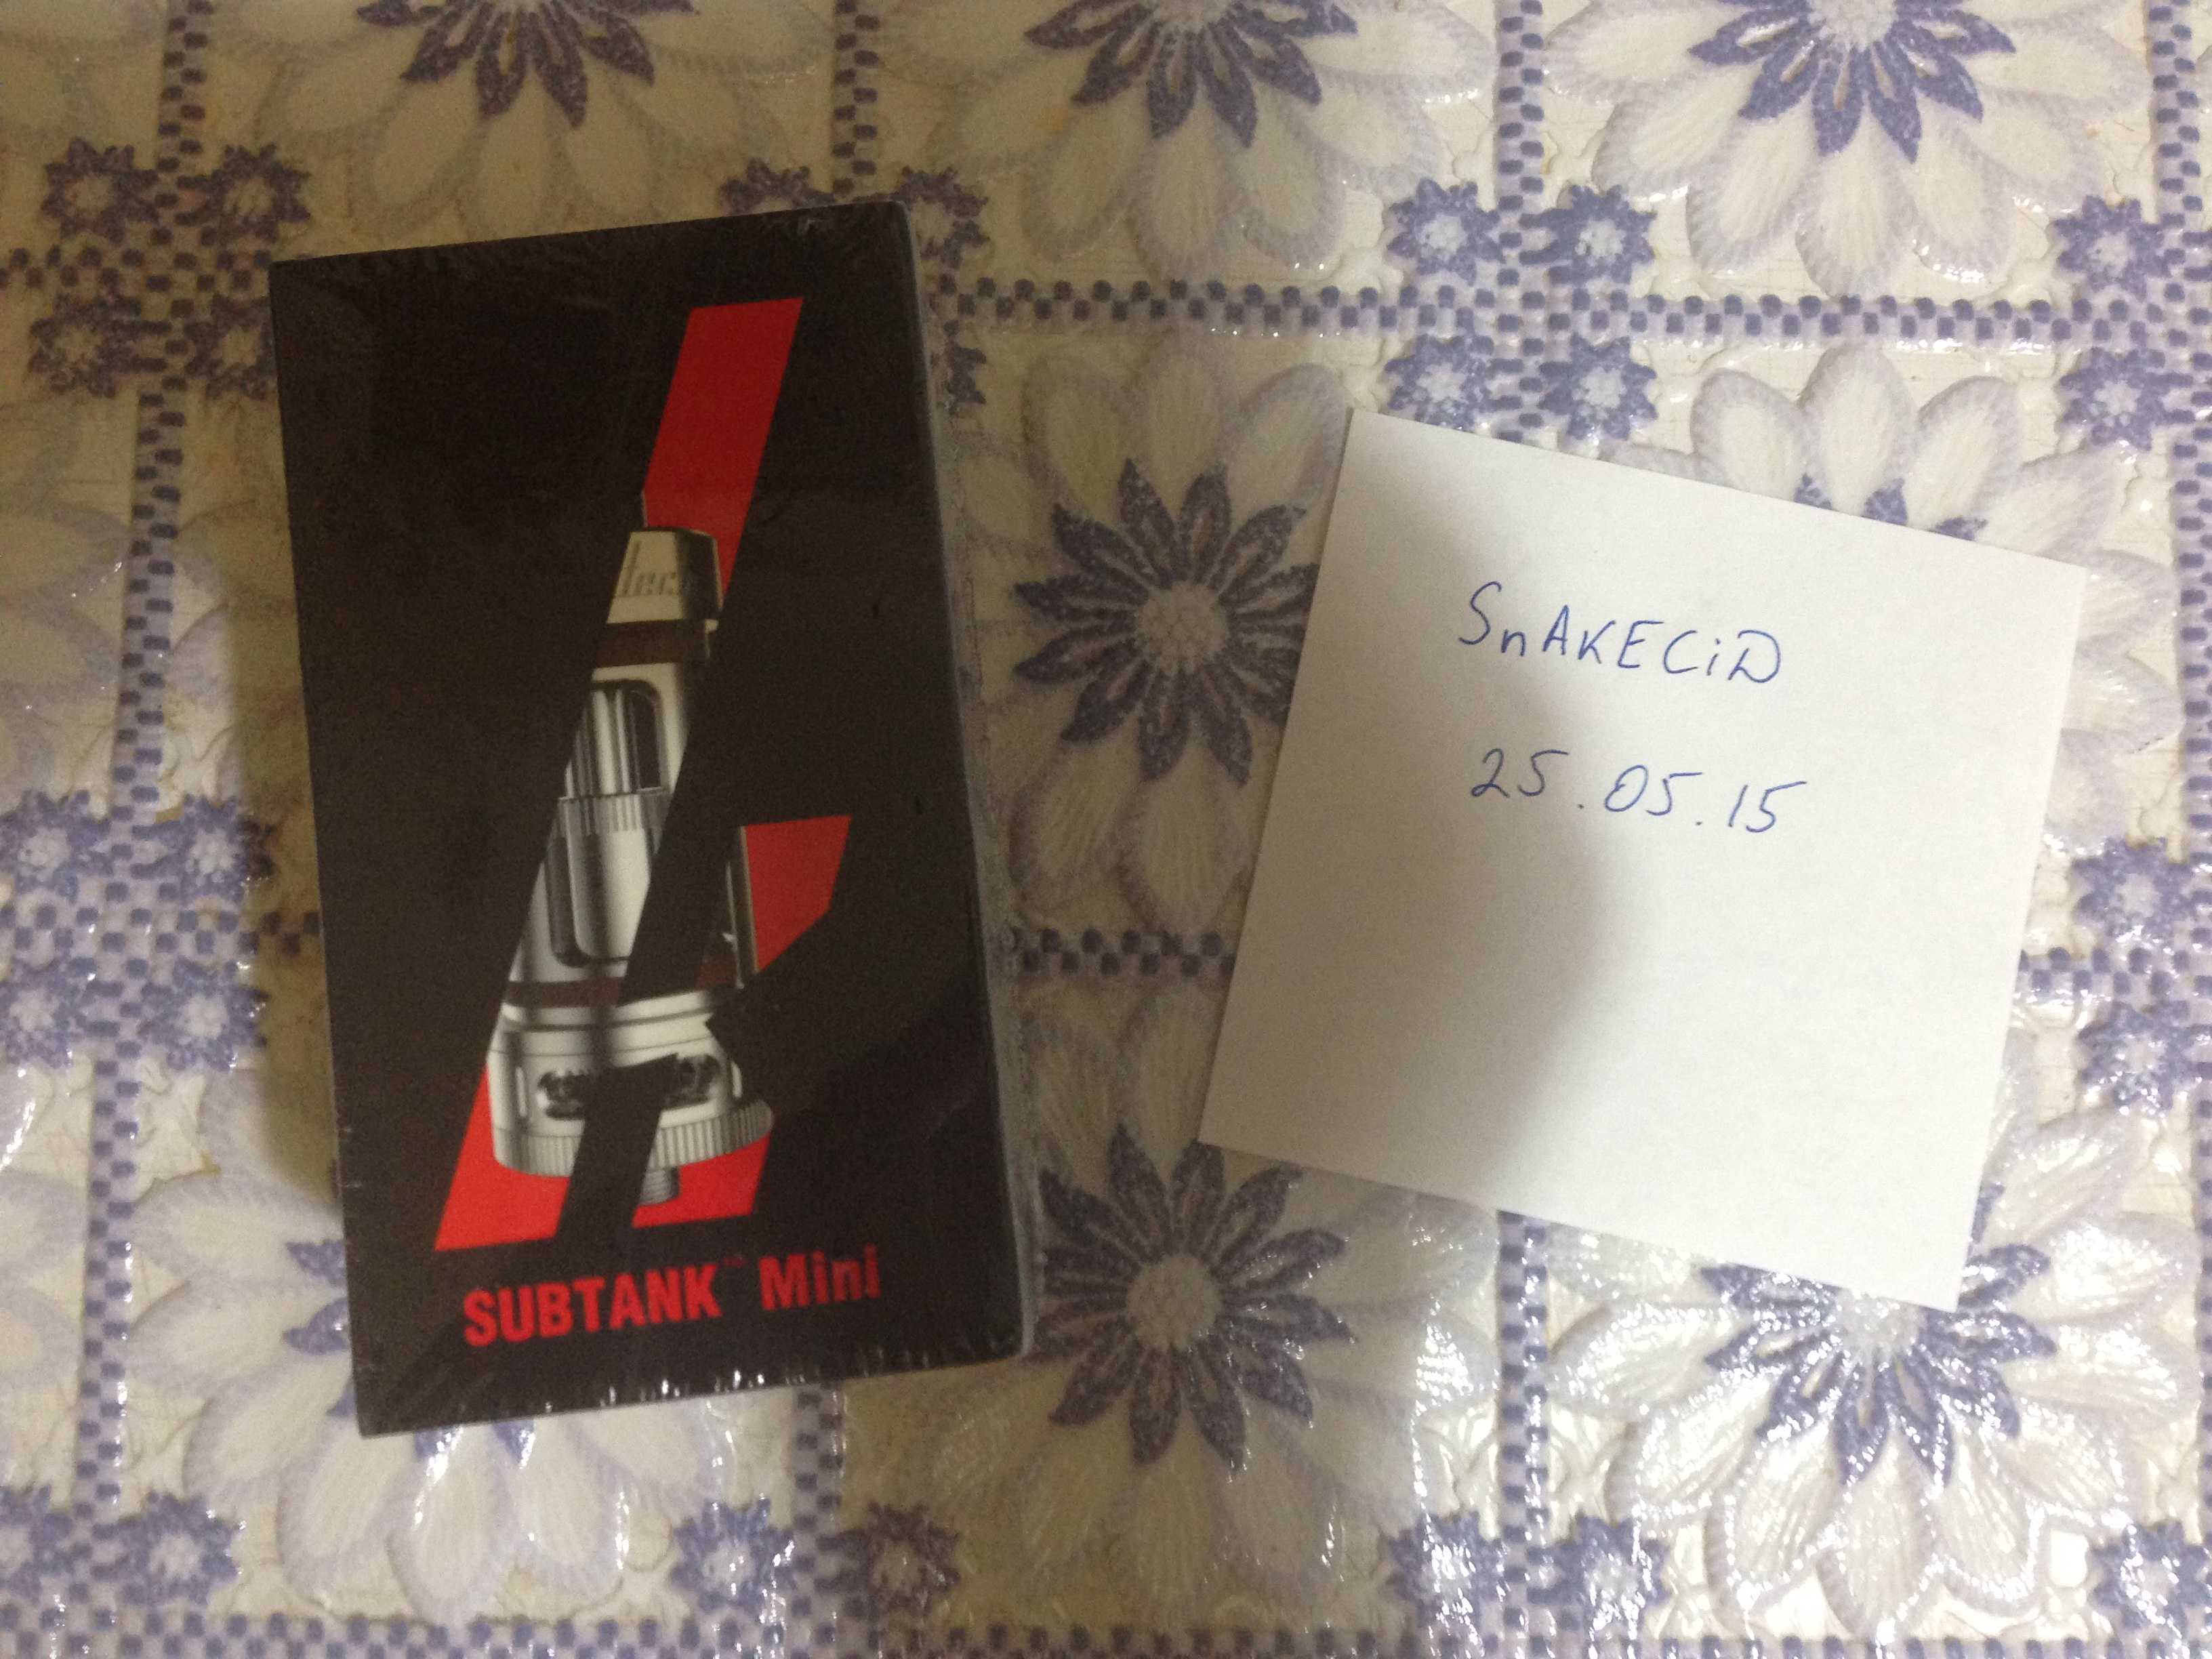 SUBTANK™ Mini
SnAKECiD
25.05.15